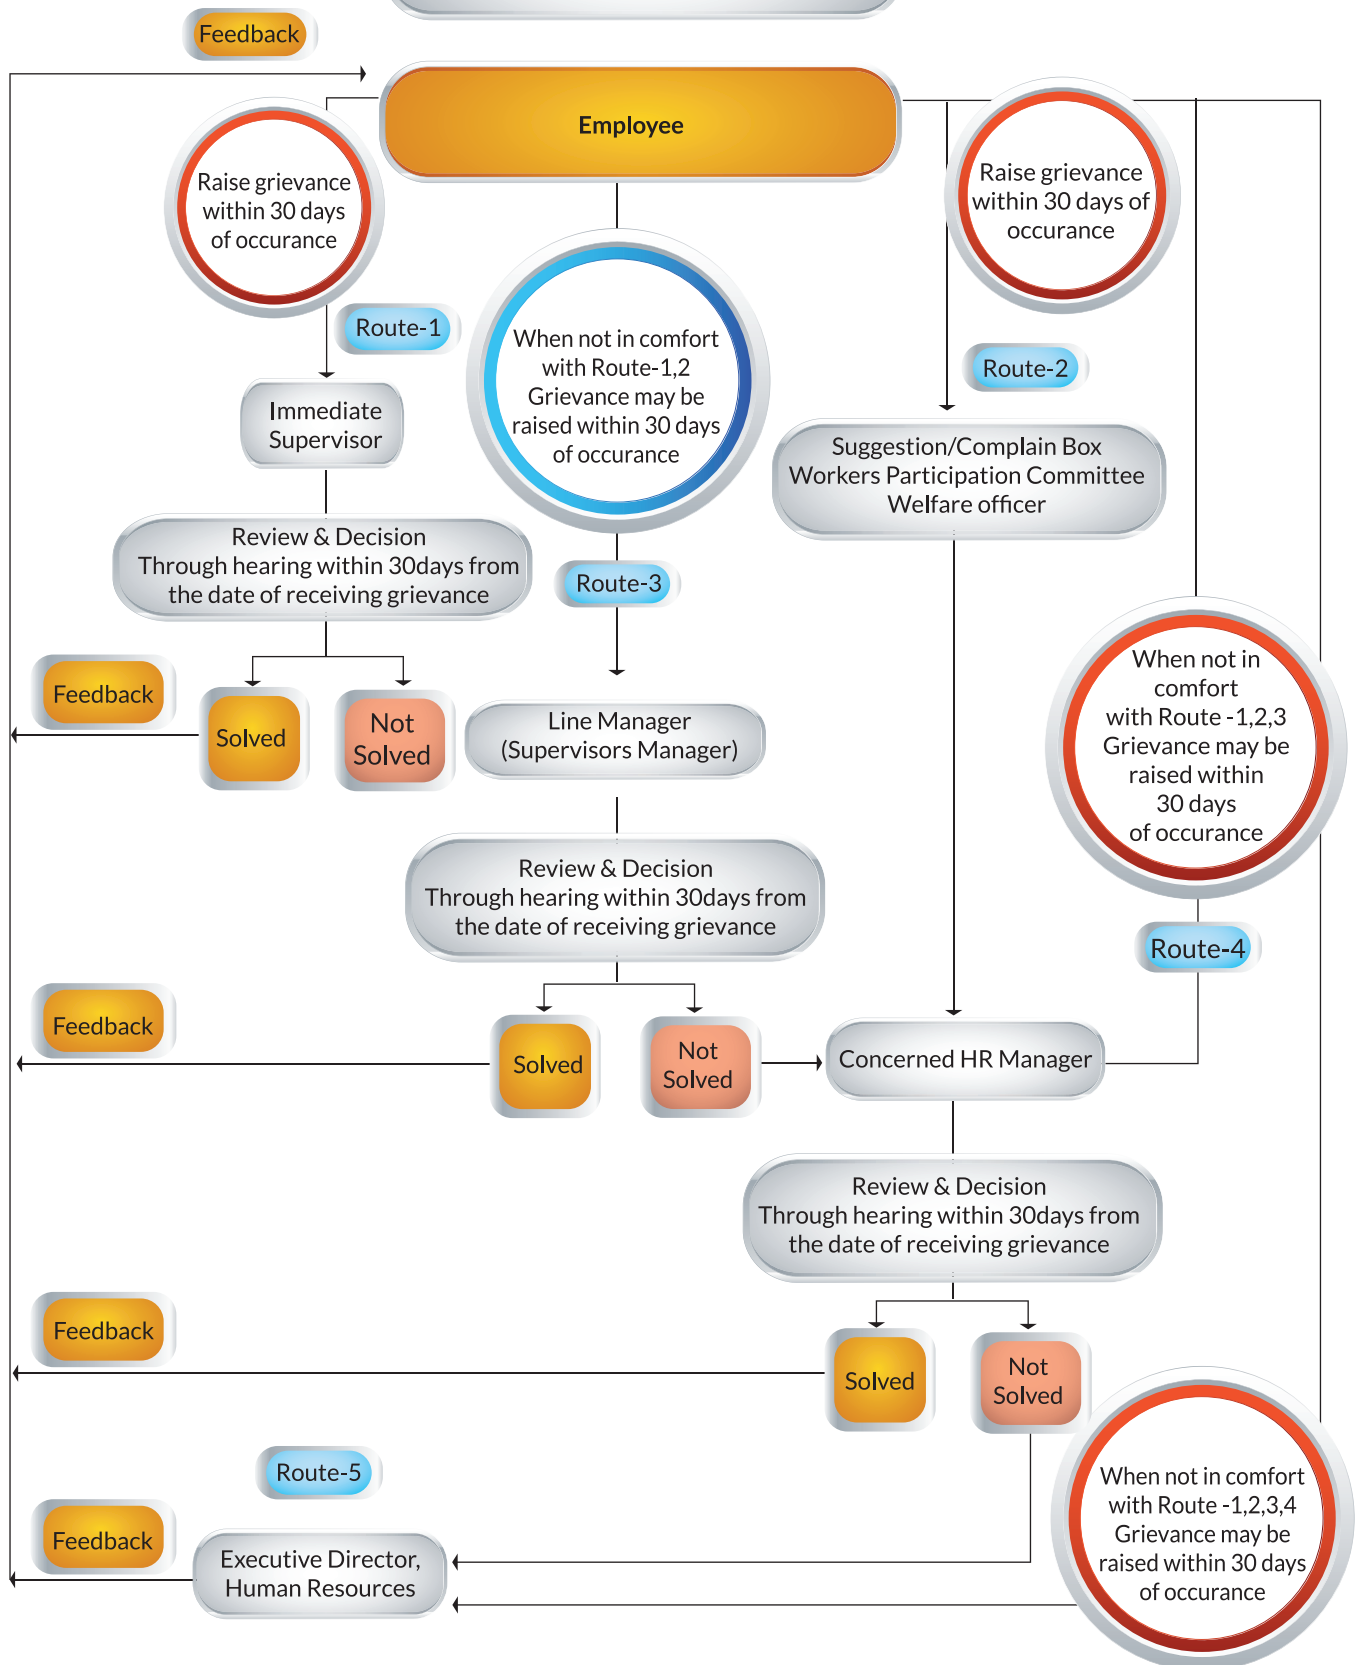 Feedback
Employee
Raise grievance
within 30 days
of occurance
Raise grievance
within 30 days of
occurance
Route-1
When not in comfort
with Route-1,2
Grievance may be
raised within 30 days
of occurance
Route-2
Immediate
Supervisor
Suggestion/Complain Box
Workers Participation Committee
Welfare officer
Review & Decision
Through hearing within 30days from
the date of receiving grievance
Route-3
When not in
comfort
with Route -1,2,3
Grievance may be
raised within
30 days
of occurance
Feedback
Solved
Not
Solved
Line Manager
(Supervisors Manager)
Review & Decision
Through hearing within 30days from
the date of receiving grievance
Route-4
Feedback
Solved
Not
Solved
Concerned HR Manager
Review & Decision
Through hearing within 30days from
the date of receiving grievance
Feedback
Solved
Not
Solved
Route-5
When not in comfort
with Route -1,2,3,4
Grievance may be
raised within 30 days
of occurance
Feedback
Executive Director,
Human Resources